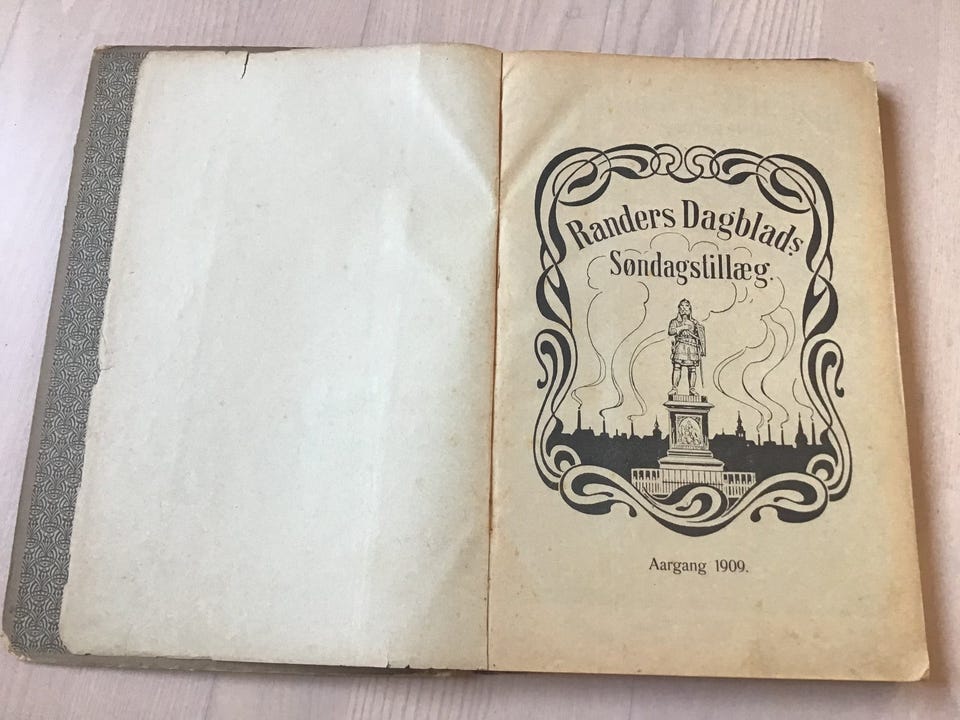 Randers Dagblads
Søndagstillæg.
Aargang 1909.